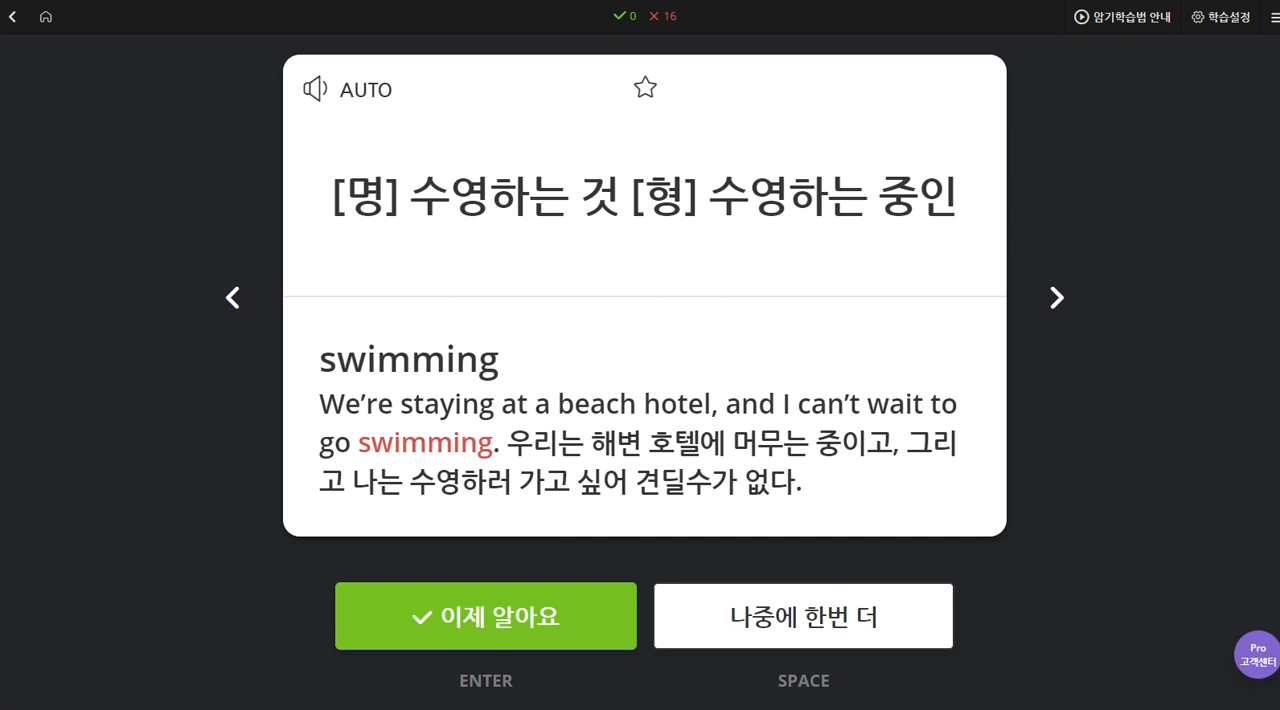 0 16 암기학습법 안내 학습설정
AUTO
[명] 수영하는 것 [형] 수영하는 중인
swimming
We’re staying at a beach hotel, and I can’t wait to
go swimming. 우리는 해변 호텔에 머무는 중이고, 그리
고 나는 수영하러 가고 싶어 견딜수가 없다.
이제 알아요 나중에 한번 더
ENTER SPACE
Pro
고객센터